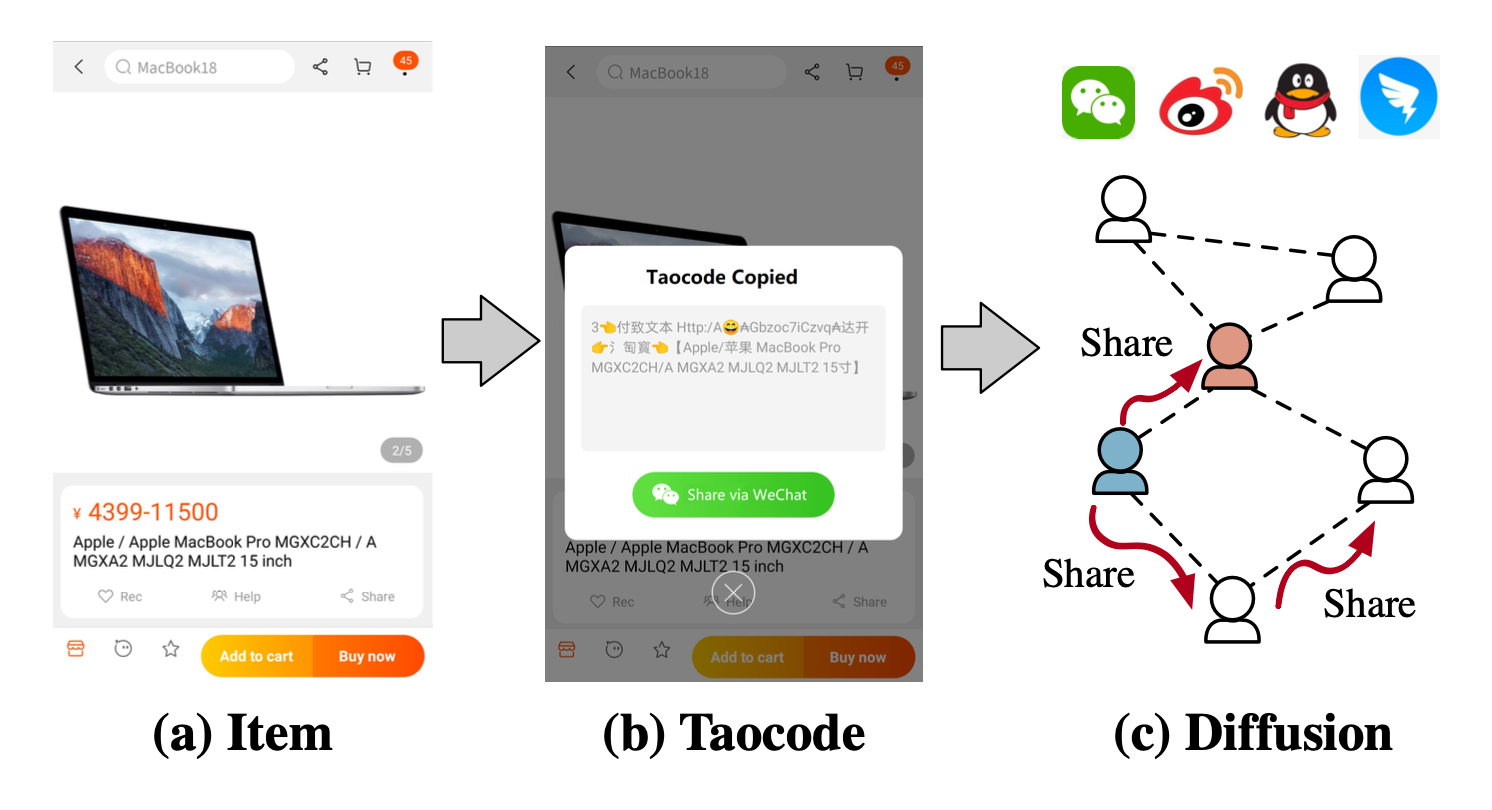 MacBook18
45
2/5
¥ 4399-11500
Apple / Apple MacBook Pro MGXC2CH / A
MGXA2 MJLQ2 MJLT2 15 inch
Rec
Help
Share
Add to cart
Buy now
(a) Item
MacBook18
45
Taocode Copied
3👈付致文本 Http:/A😄₳Gbzoc7iCzvq₳达开
👉氵匋寳👈【Apple/苹果 MacBook Pro
MGXC2CH/A MGXA2 MJLQ2 MJLT2 15寸】
Share via WeChat
Apple / Apple MacBook Pro MGXC2CH / A
MGXA2 MJLQ2 MJLT2 15 inch
Rec
Help
Share
Add to cart
Buy now
(b) Taocode
Share
Share
Share
(c) Diffusion